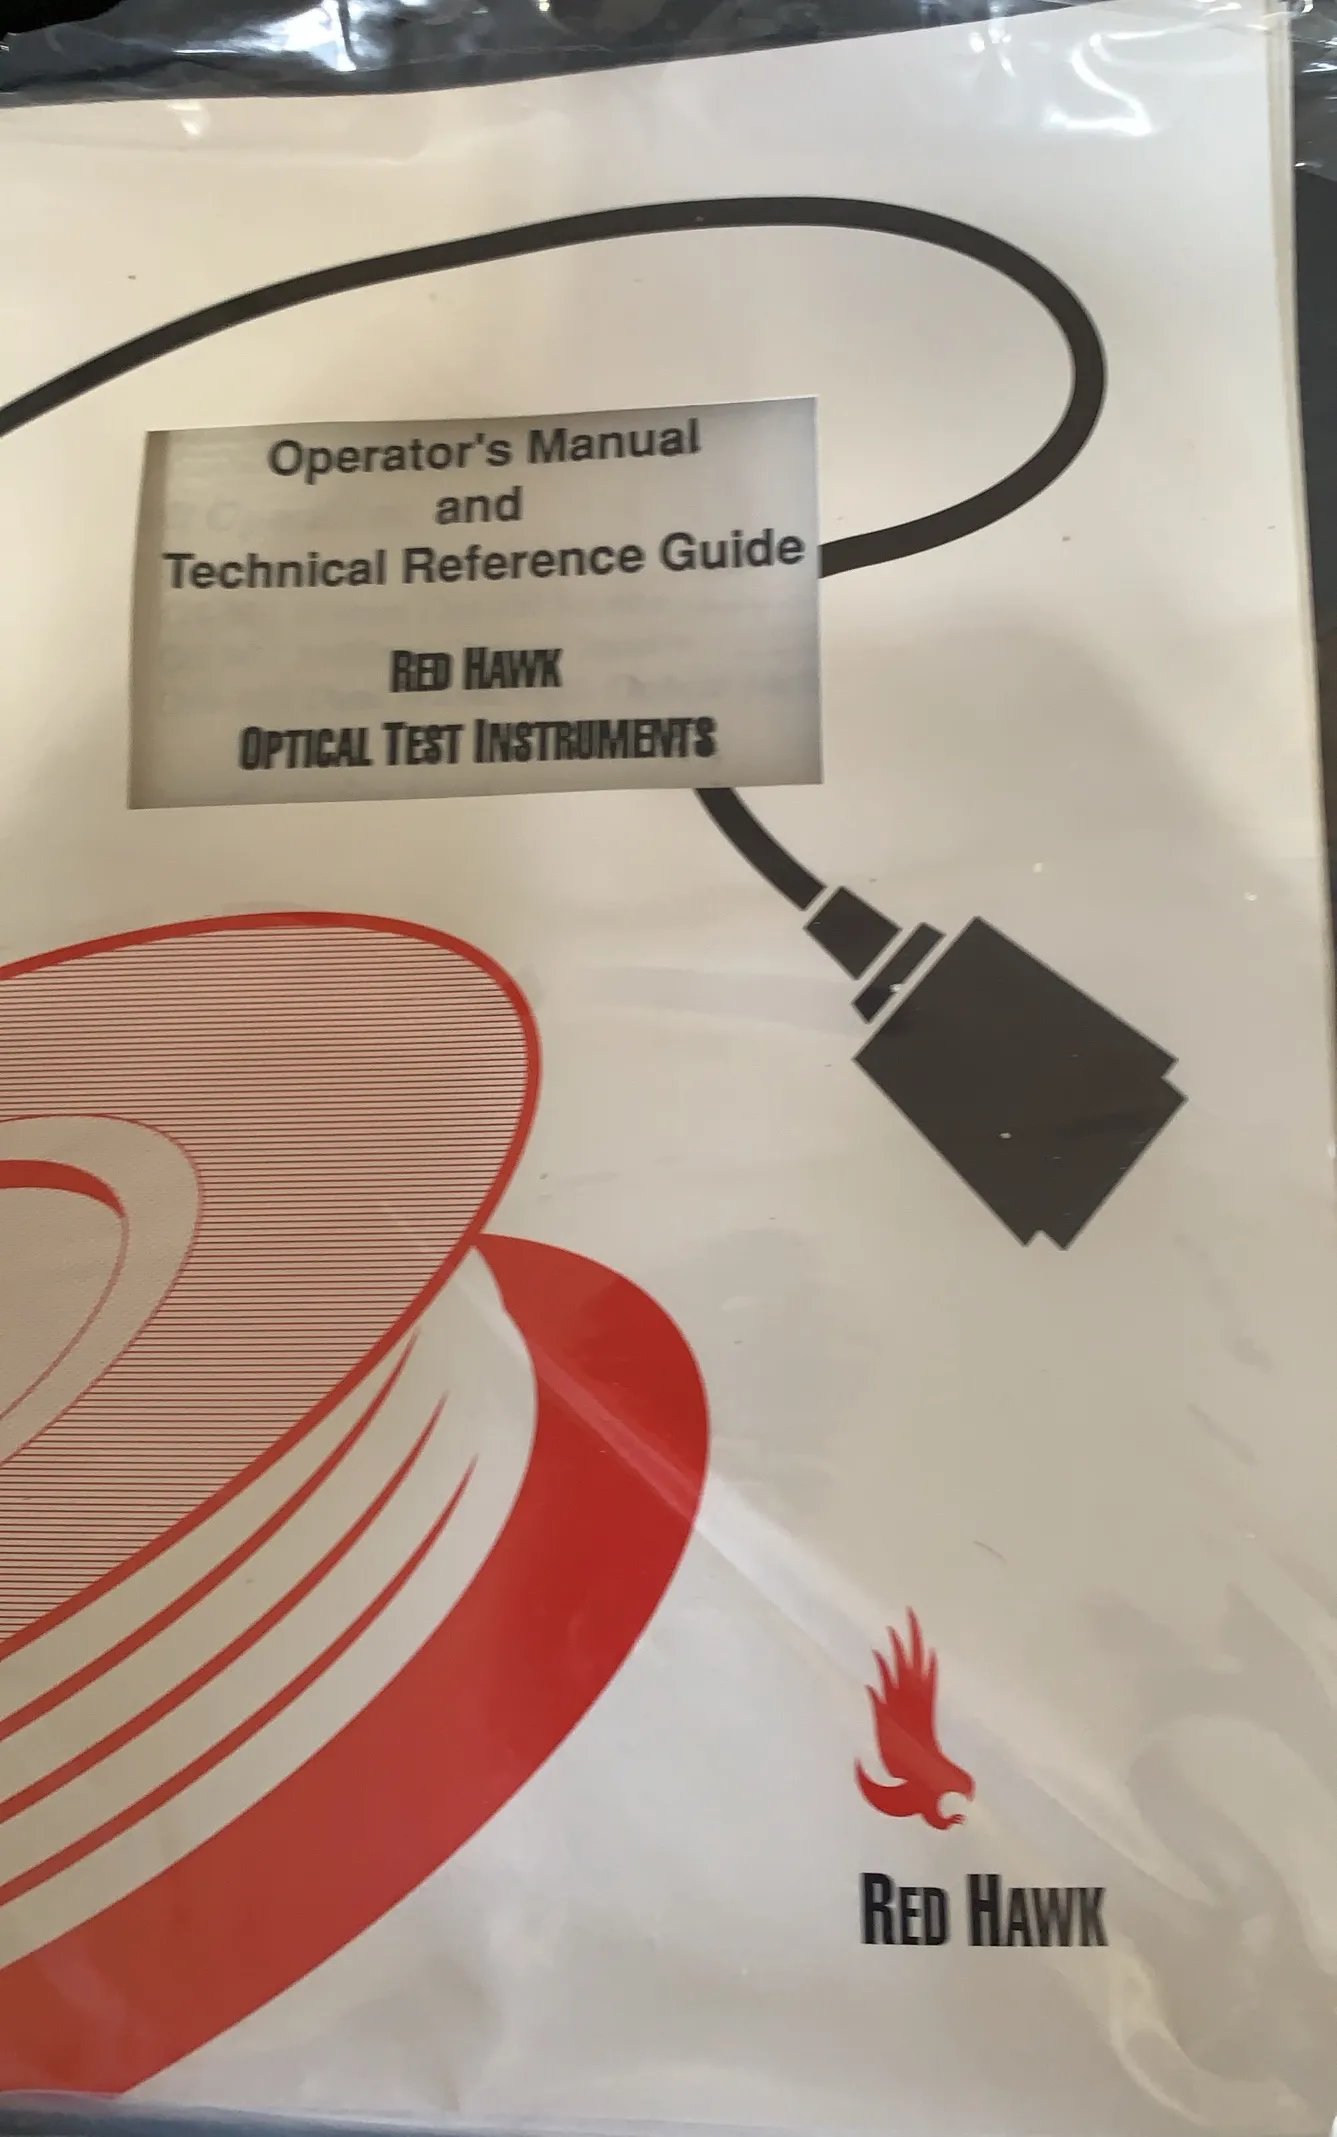 Operator's Manual
and
Technical Reference Guide
RED HAWK
OPTICAL TEST INSTRUMENTS
RED HAWK